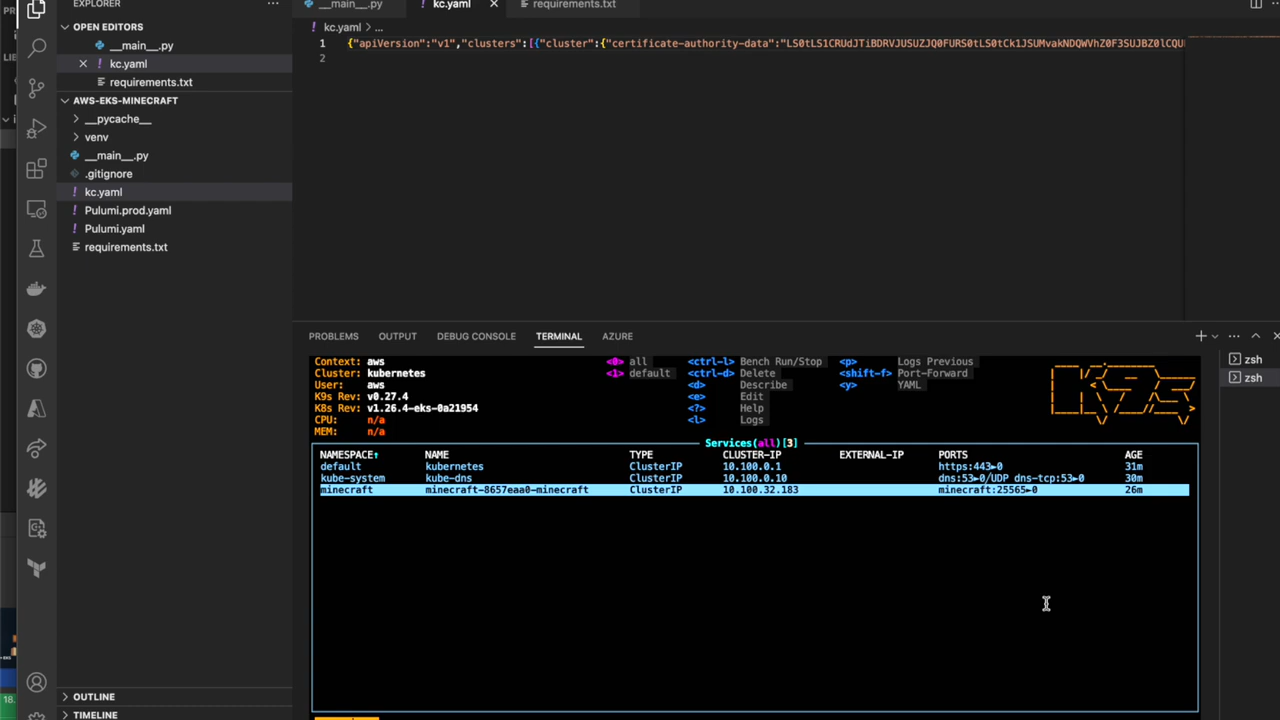 EXPLORER
OPEN EDITORS
__main__.py
kc.yaml
requirements.txt
AWS-EKS-MINECRAFT
__pycache__
venv
__main__.py
.gitignore
kc.yaml
Pulumi.prod.yaml
Pulumi.yaml
requirements.txt
OUTLINE
TIMELINE
__main__.py kc.yaml requirements.txt
kc.yaml > ...
1 {"apiVersion":"v1","clusters":[{"cluster":{"certificate-authority-data":
2
PROBLEMS OUTPUT DEBUG CONSOLE TERMINAL AZURE
zsh
zsh
Context: aws <0> all <ctrl-l> Bench Run/Stop <p> Logs Previous
Cluster: kubernetes <1> default <ctrl-d> Delete <shift-f> Port-Forward
User: aws <d> Describe <y> YAML
K9s Rev: v0.27.4 <e> Edit
K8s Rev: v1.26.4-eks-0a21954 <?> Help
CPU: n/a <l> Logs
MEM: n/a
Services(all)[3]
NAMESPACE↑ NAME TYPE CLUSTER-IP EXTERNAL-IP PORTS AGE
default kubernetes ClusterIP 10.100.0.1 https:443►0 31m
kube-system kube-dns ClusterIP 10.100.0.10 dns:53►0/UDP dns-tcp:53►0 30m
minecraft minecraft-8657eaa0-minecraft ClusterIP 10.100.32.183 minecraft:25565►0 26m